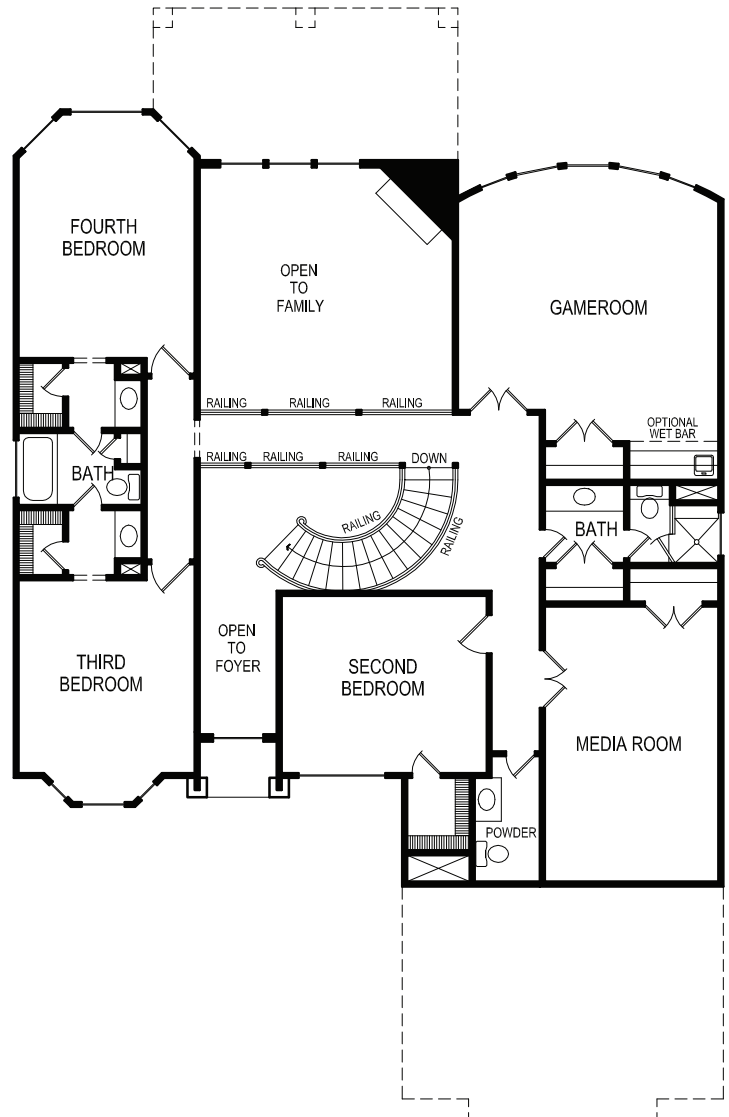 FOURTH
BEDROOM
OPEN
TO
FAMILY
GAMEROOM
RAILING
RAILING
RAILING
OPTIONAL
WET BAR
RAILING
RAILING
RAILING
DOWN
BATH
RAILING
RAILING
BATH
OPEN
TO
FOYER
THIRD
BEDROOM
SECOND
BEDROOM
MEDIA ROOM
POWDER